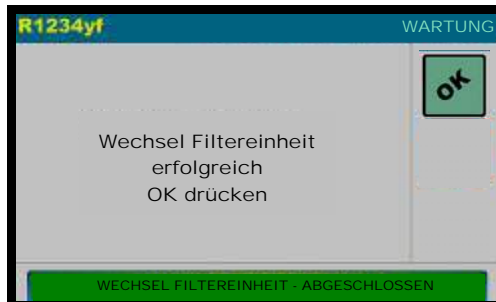 R1234yf
WARTUNG
OK
Wechsel Filtereinheit
erfolgreich
OK drücken
WECHSEL FILTEREINHEIT - ABGESCHLOSSEN